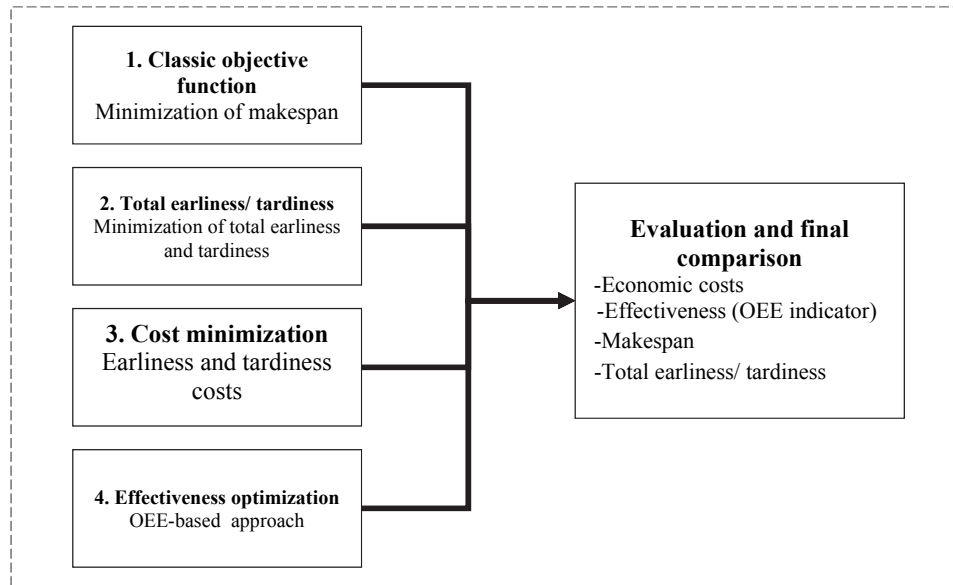 1. Classic objective
function
Minimization of makespan
2. Total earliness/ tardiness
Minimization of total earliness
and tardiness
3. Cost minimization
Earliness and tardiness
costs
4. Effectiveness optimization
OEE-based approach
Evaluation and final
comparison
-Economic costs
-Effectiveness (OEE indicator)
-Makespan
-Total earliness/ tardiness